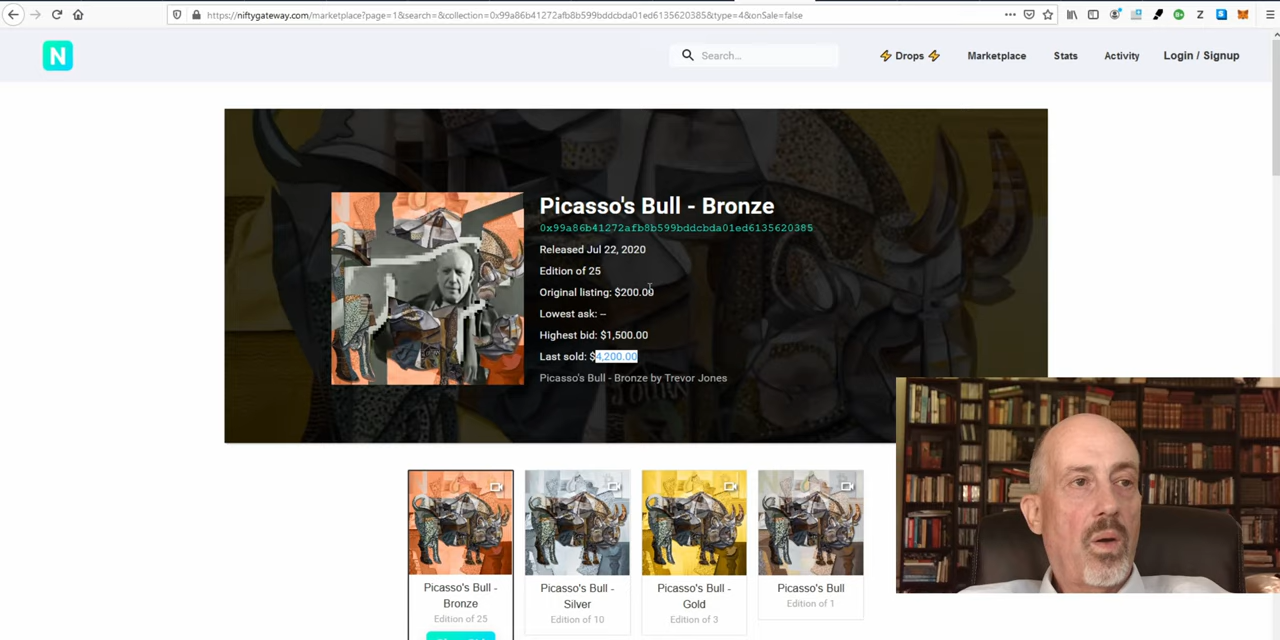 https://niftygateway.com/marketplace?page=1&search=&collection=0x99a86b41272afb8b599bddcbda01ed6135620385&type=4&onSale=false
N
Search...
Drops
Marketplace
Stats
Activity
Login / Signup
Picasso's Bull - Bronze
0x99a86b41272afb8b599bddcbda01ed6135620385
Released Jul 22, 2020
Edition of 25
Original listing: $200.00
Lowest ask: --
Highest bid: $1,500.00
Last sold: $4,200.00
Picasso's Bull - Bronze by Trevor Jones
Picasso's Bull -
Bronze
Edition of 25
Picasso's Bull -
Silver
Edition of 10
Picasso's Bull -
Gold
Edition of 3
Picasso's Bull
Edition of 1